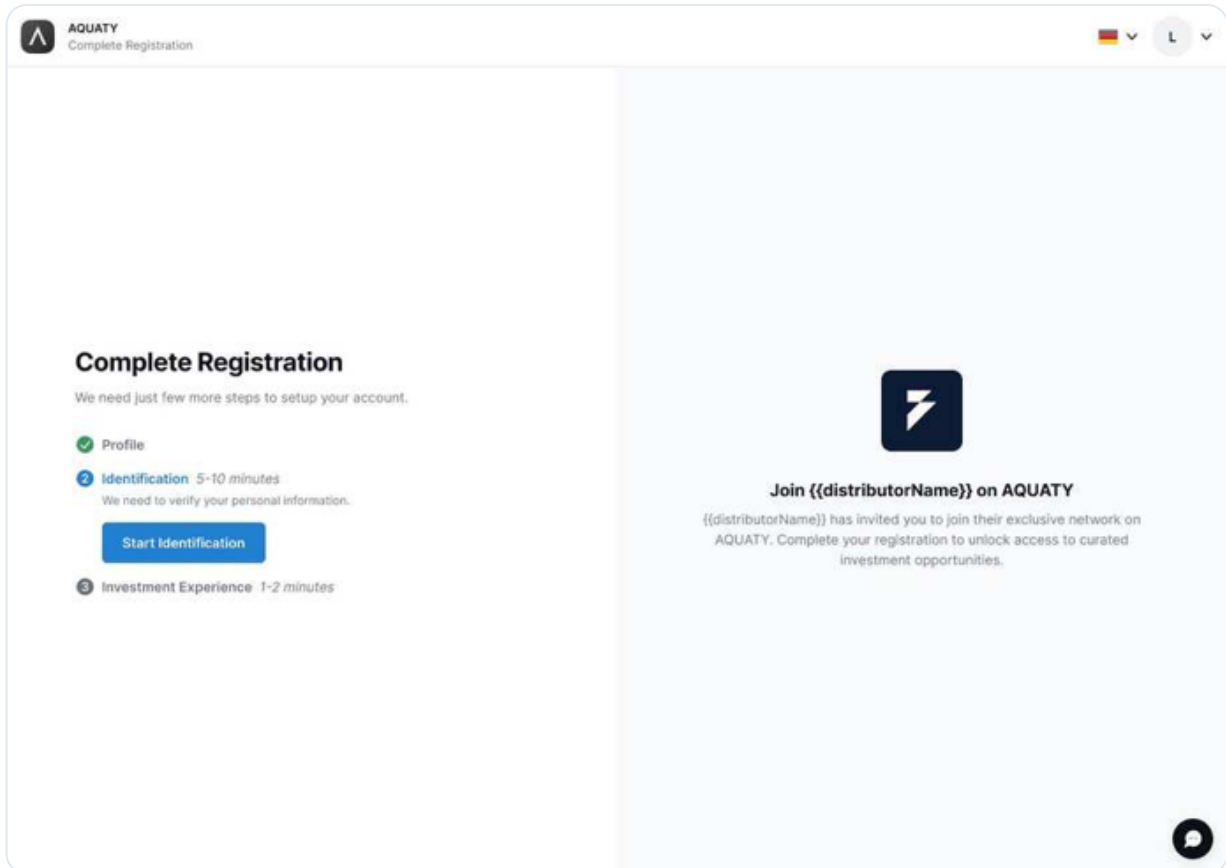 AQUATY
Complete Registration
L
Complete Registration
We need just few more steps to setup your account.
Profile
2 Identification 5-10 minutes
We need to verify your personal information.
Start Identification
3 Investment Experience 1-2 minutes
Join {{distributorName}} on AQUATY
{{distributorName}} has invited you to join their exclusive network on
AQUATY. Complete your registration to unlock access to curated
investment opportunities.